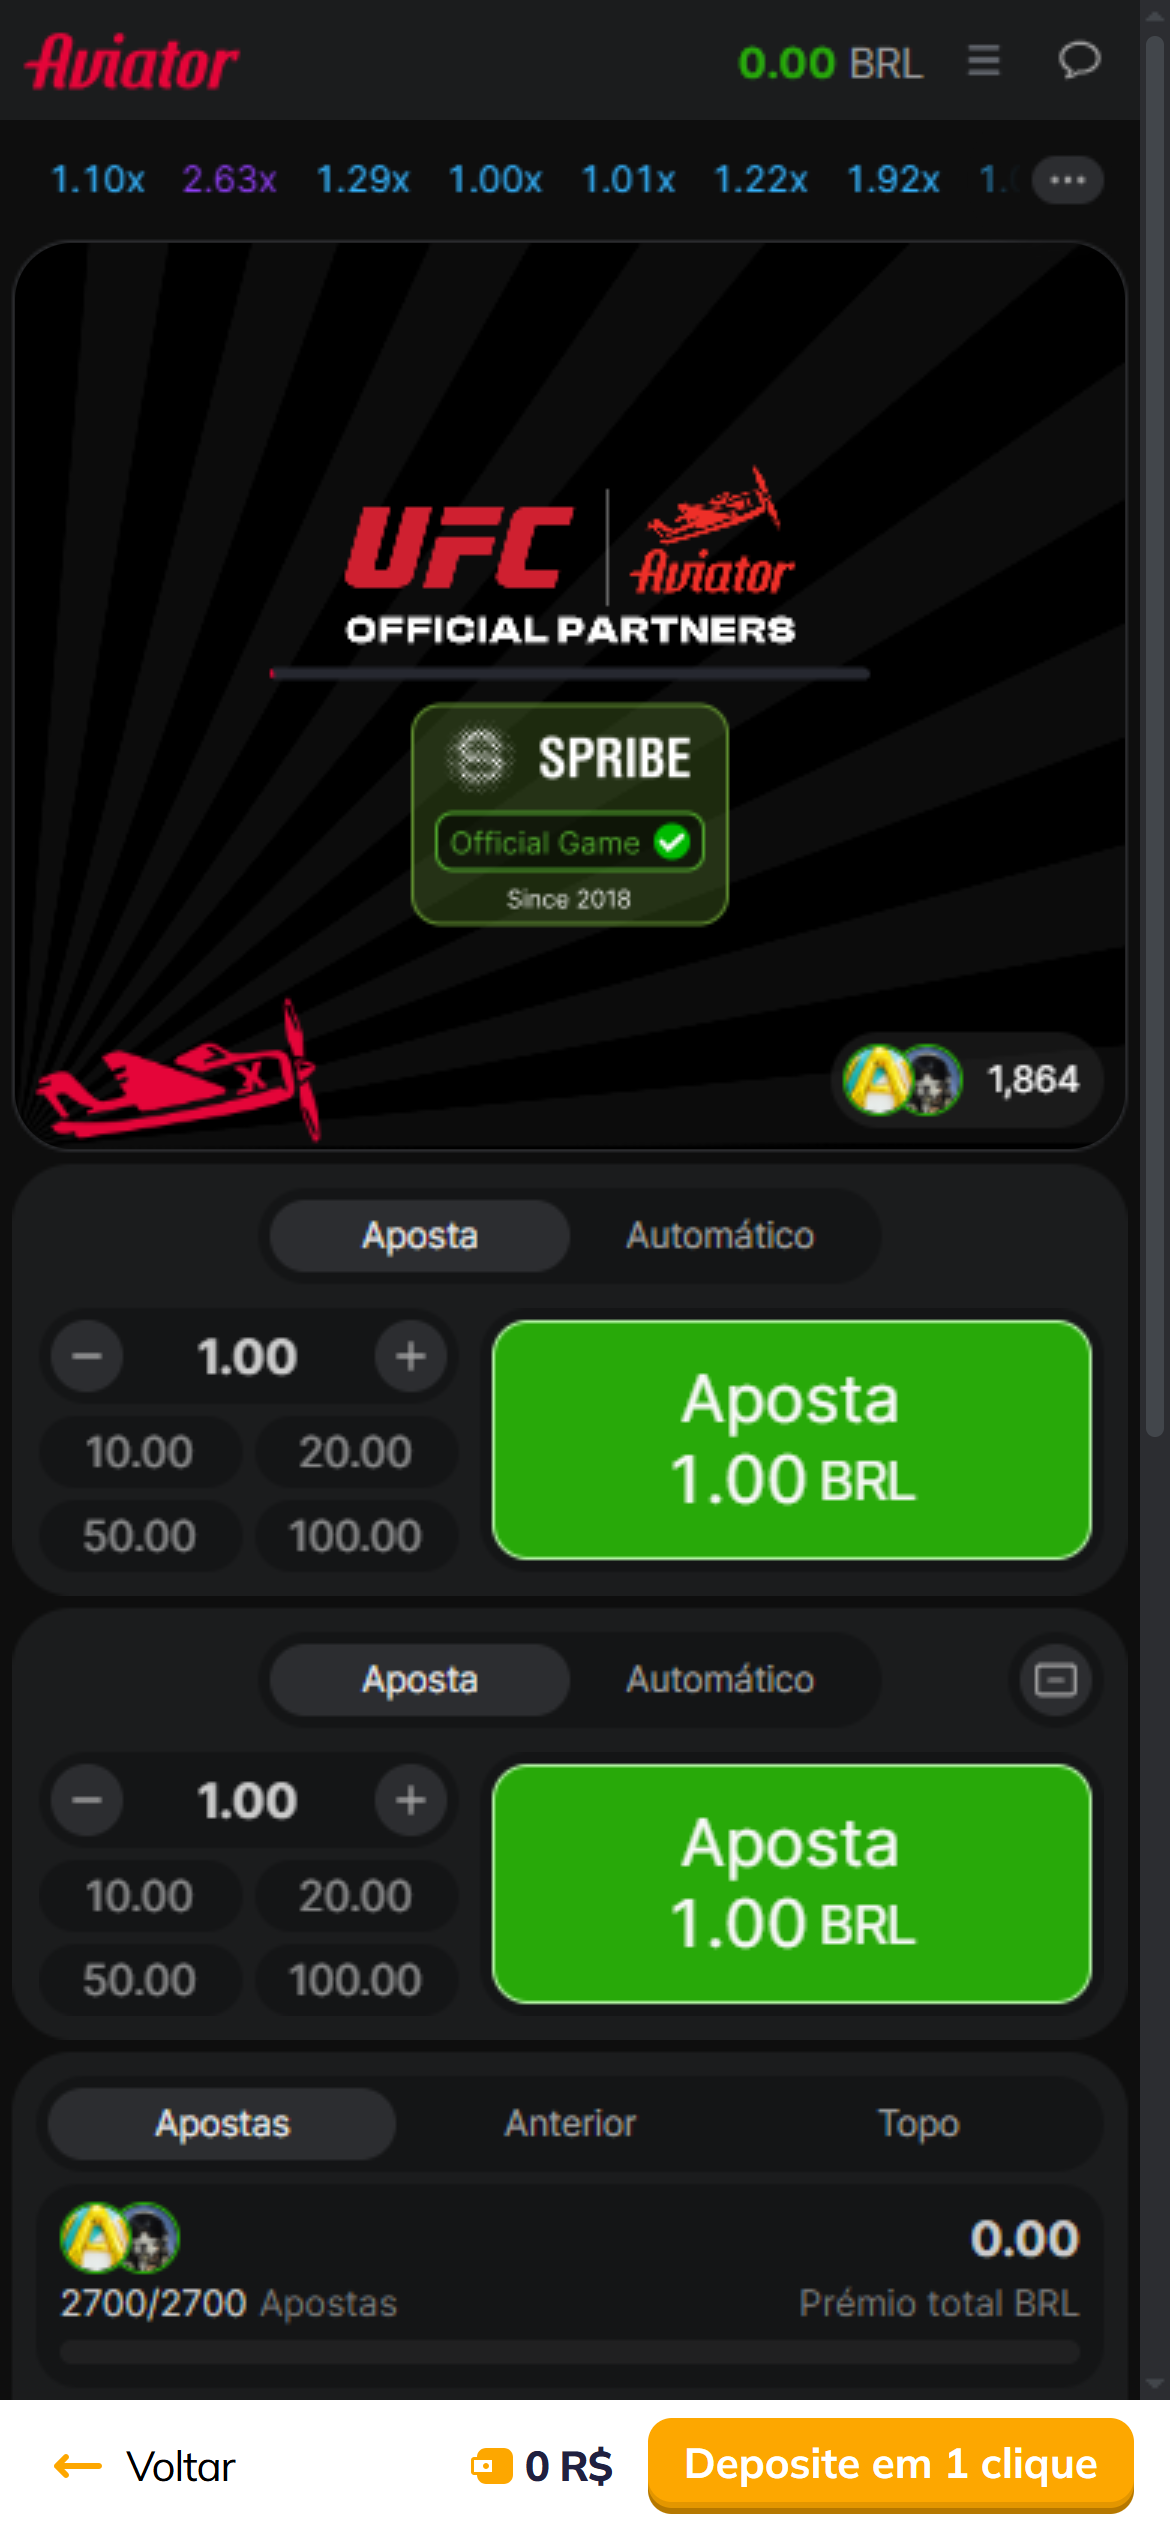 Aviator
0.00 BRL
1.10x 2.63x 1.29x 1.00x 1.01x 1.22x 1.92x
UFC Aviator
OFFICIAL PARTNERS
SPRIBE
Official Game
Since 2018
X
1,864
Aposta Automático
1.00
10.00 20.00
50.00 100.00
Aposta
1.00 BRL
Aposta Automático
1.00
10.00 20.00
50.00 100.00
Aposta
1.00 BRL
Apostas Anterior Topo
0.00
2700/2700 Apostas Prémio total BRL
Voltar 0 R$ Deposite em 1 clique